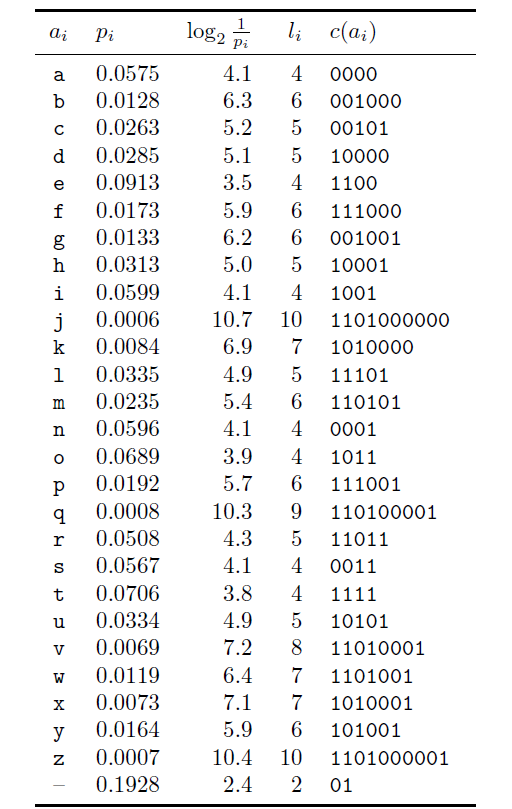 a_i p_i log_2 1/p_i l_i c(a_i)
a 0.0575 4.1 4 0000
b 0.0128 6.3 6 001000
c 0.0263 5.2 5 00101
d 0.0285 5.1 5 10000
e 0.0913 3.5 4 1100
f 0.0173 5.9 6 111000
g 0.0133 6.2 6 001001
h 0.0313 5.0 5 10001
i 0.0599 4.1 4 1001
j 0.0006 10.7 10 1101000000
k 0.0084 6.9 7 1010000
l 0.0335 4.9 5 11101
m 0.0235 5.4 6 110101
n 0.0596 4.1 4 0001
o 0.0689 3.9 4 1011
p 0.0192 5.7 6 111001
q 0.0008 10.3 9 110100001
r 0.0508 4.3 5 11011
s 0.0567 4.1 4 0011
t 0.0706 3.8 4 1111
u 0.0334 4.9 5 10101
v 0.0069 7.2 8 11010001
w 0.0119 6.4 7 1101001
x 0.0073 7.1 7 1010001
y 0.0164 5.9 6 101001
z 0.0007 10.4 10 1101000001
– 0.1928 2.4 2 01